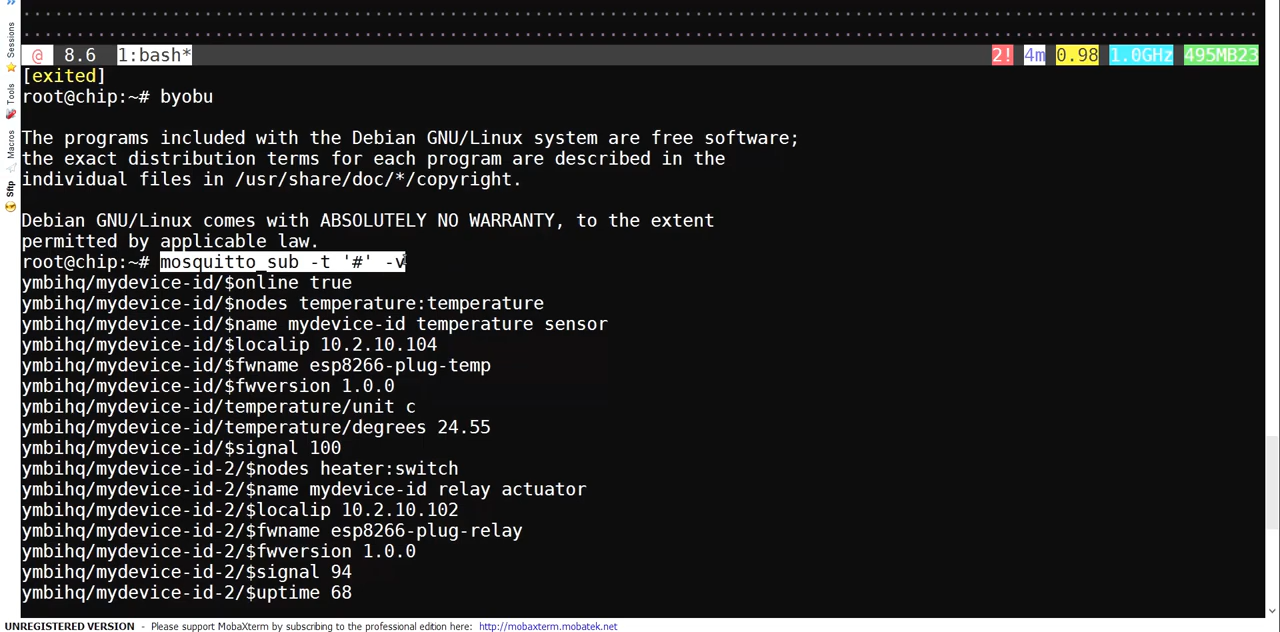 Sessions
Tools
Macros
Sftp
@ 8.6 1:bash* 2! 4m 0.98 1.0GHz 495MB23
[exited]
root@chip:~# byobu
The programs included with the Debian GNU/Linux system are free software;
the exact distribution terms for each program are described in the
individual files in /usr/share/doc/*/copyright.
Debian GNU/Linux comes with ABSOLUTELY NO WARRANTY, to the extent
permitted by applicable law.
root@chip:~# mosquitto_sub -t '#' -v
ymbihq/mydevice-id/$online true
ymbihq/mydevice-id/$nodes temperature:temperature
ymbihq/mydevice-id/$name mydevice-id temperature sensor
ymbihq/mydevice-id/$localip 10.2.10.104
ymbihq/mydevice-id/$fwname esp8266-plug-temp
ymbihq/mydevice-id/$fwversion 1.0.0
ymbihq/mydevice-id/temperature/unit c
ymbihq/mydevice-id/temperature/degrees 24.55
ymbihq/mydevice-id/$signal 100
ymbihq/mydevice-id-2/$nodes heater:switch
ymbihq/mydevice-id-2/$name mydevice-id relay actuator
ymbihq/mydevice-id-2/$localip 10.2.10.102
ymbihq/mydevice-id-2/$fwname esp8266-plug-relay
ymbihq/mydevice-id-2/$fwversion 1.0.0
ymbihq/mydevice-id-2/$signal 94
ymbihq/mydevice-id-2/$uptime 68
UNREGISTERED VERSION - Please support MobaXterm by subscribing to the professional edition here: http://mobaxterm.mobatek.net